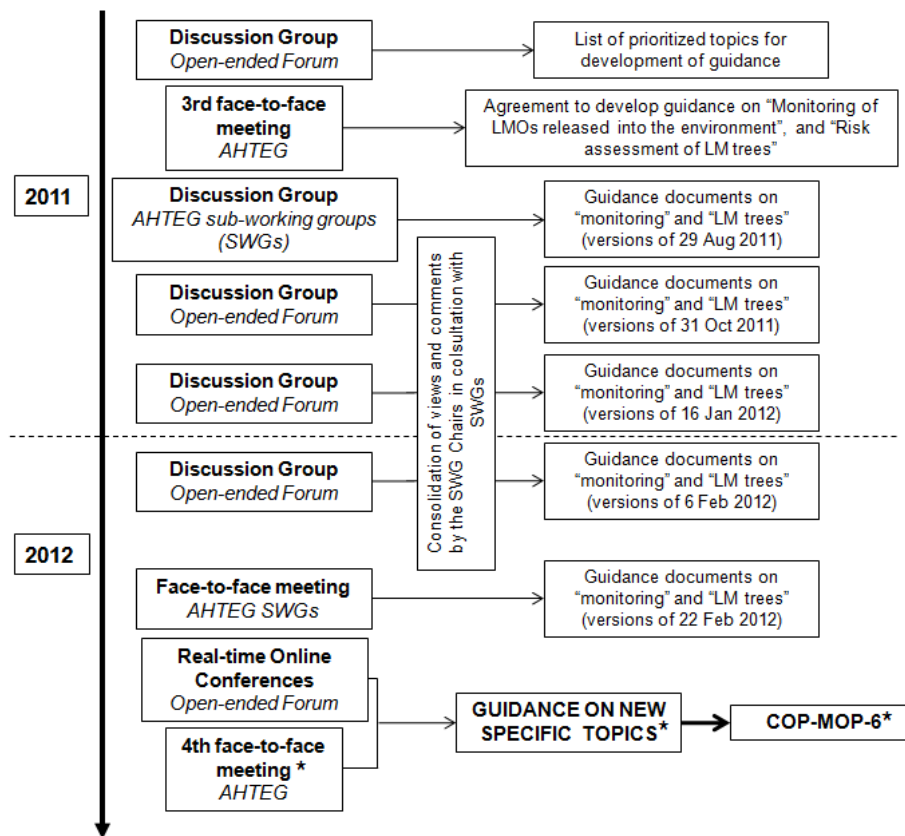 Discussion Group
Open-ended Forum
List of prioritized topics for
development of guidance
3rd face-to-face
meeting
AHTEG
Agreement to develop guidance on “Monitoring of
LMOs released into the environment”, and “Risk
assessment of LM trees”
2011
Discussion Group
AHTEG sub-working groups
(SWGs)
Guidance documents on
“monitoring” and “LM trees”
(versions of 29 Aug 2011)
Consolidation of views and comments
by the SWG Chairs in colsultation with
SWGs
Discussion Group
Open-ended Forum
Guidance documents on
“monitoring” and “LM trees”
(versions of 31 Oct 2011)
Discussion Group
Open-ended Forum
Guidance documents on
“monitoring” and “LM trees”
(versions of 16 Jan 2012)
Discussion Group
Open-ended Forum
Guidance documents on
“monitoring” and “LM trees”
(versions of 6 Feb 2012)
2012
Face-to-face meeting
AHTEG SWGs
Guidance documents on
“monitoring” and “LM trees”
(versions of 22 Feb 2012)
Real-time Online
Conferences
Open-ended Forum
4th face-to-face
meeting *
AHTEG
GUIDANCE ON NEW
SPECIFIC TOPICS*
COP-MOP-6*